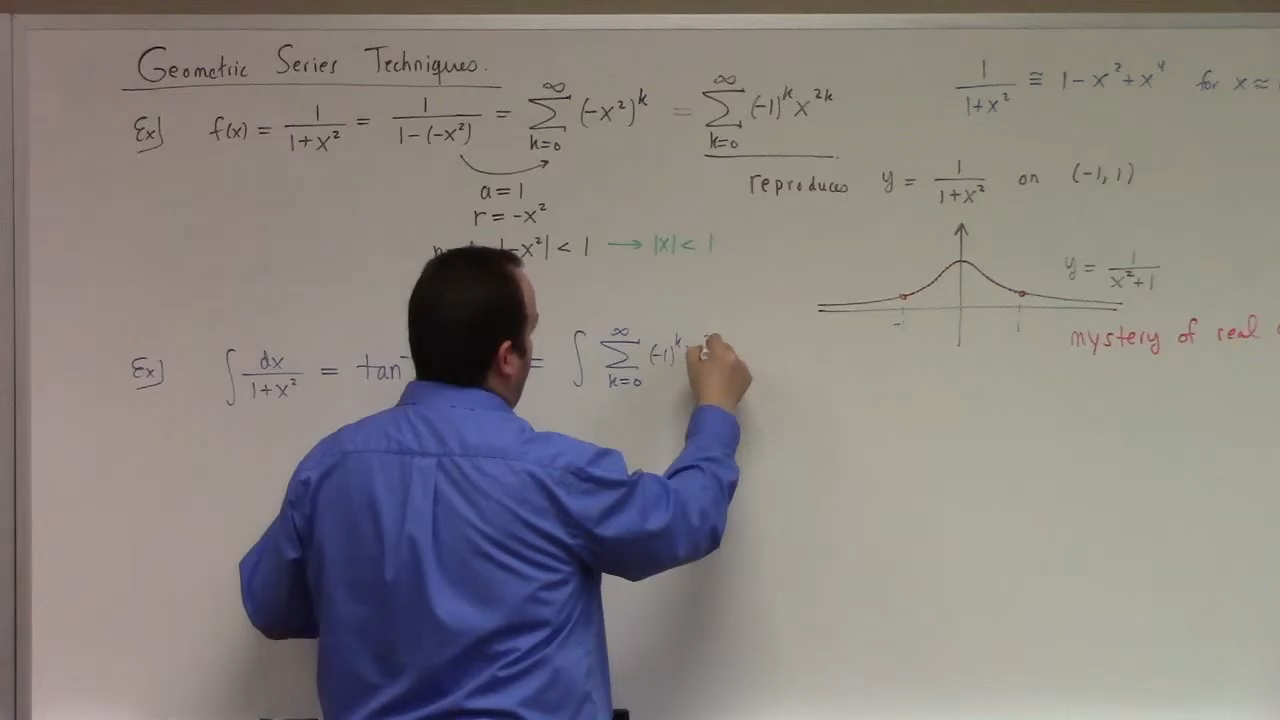 Geometric Series Techniques.
Ex] f(x) = 1/(1+x²) = 1/(1-(-x²)) = ∑_{k=0}^{∞} (-x²)^k = ∑_{k=0}^{∞} (-1)^k x^{2k}
a = 1
r = -x²
|-x²| < 1 → |x| < 1
Ex] ∫ dx/(1+x²) = tan⁻ = ∫ ∑_{k=0}^{∞} (-1)^k
1/(1+x²) ≅ 1 - x² + x⁴ for x ≈
reproduces y = 1/(1+x²) on (-1, 1)
y = 1/(x²+1)
-1 1
mystery of real